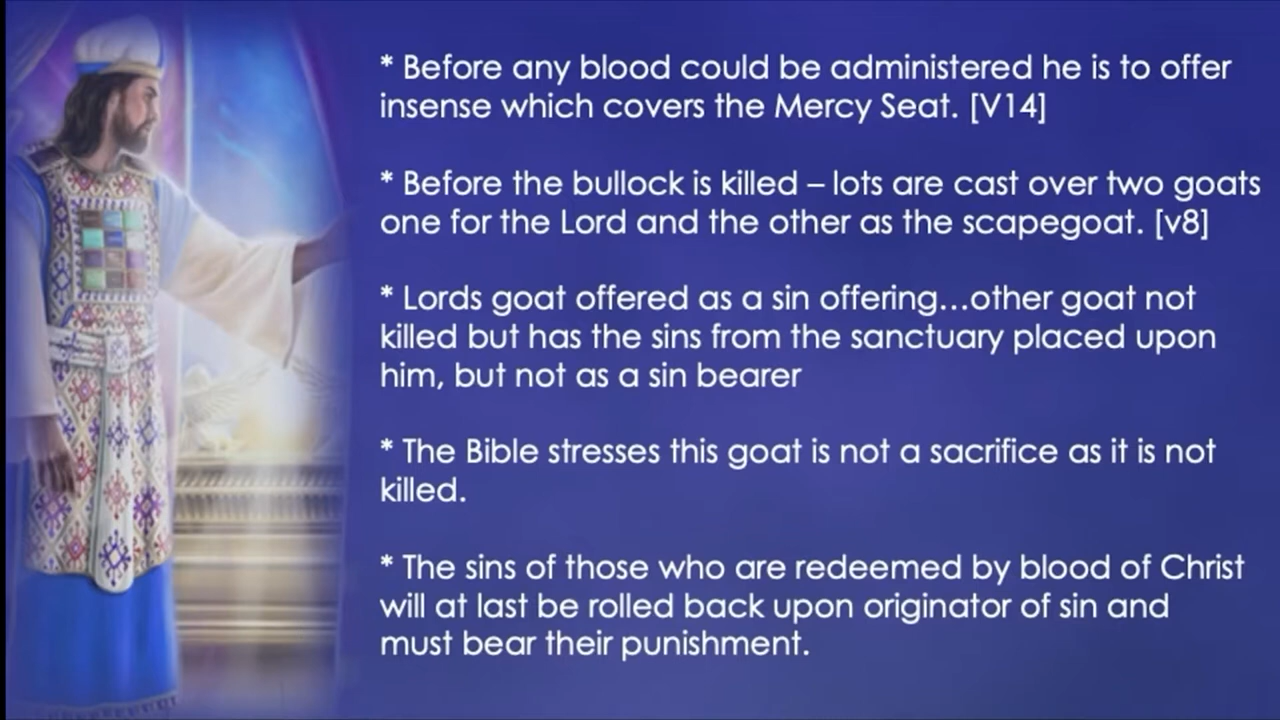 * Before any blood could be administered he is to offer
insense which covers the Mercy Seat. [V14]
* Before the bullock is killed – lots are cast over two goats
one for the Lord and the other as the scapegoat. [v8]
* Lords goat offered as a sin offering...other goat not
killed but has the sins from the sanctuary placed upon
him, but not as a sin bearer
* The Bible stresses this goat is not a sacrifice as it is not
killed.
* The sins of those who are redeemed by blood of Christ
will at last be rolled back upon originator of sin and
must bear their punishment.